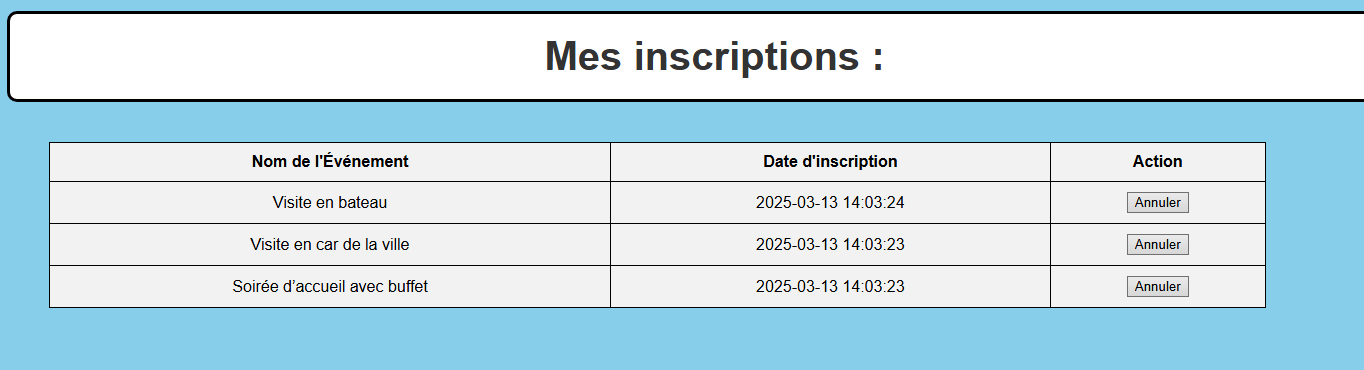 Mes inscriptions :
Nom de l'Événement Date d'inscription Action
Visite en bateau 2025-03-13 14:03:24 Annuler
Visite en car de la ville 2025-03-13 14:03:23 Annuler
Soirée d’accueil avec buffet 2025-03-13 14:03:23 Annuler